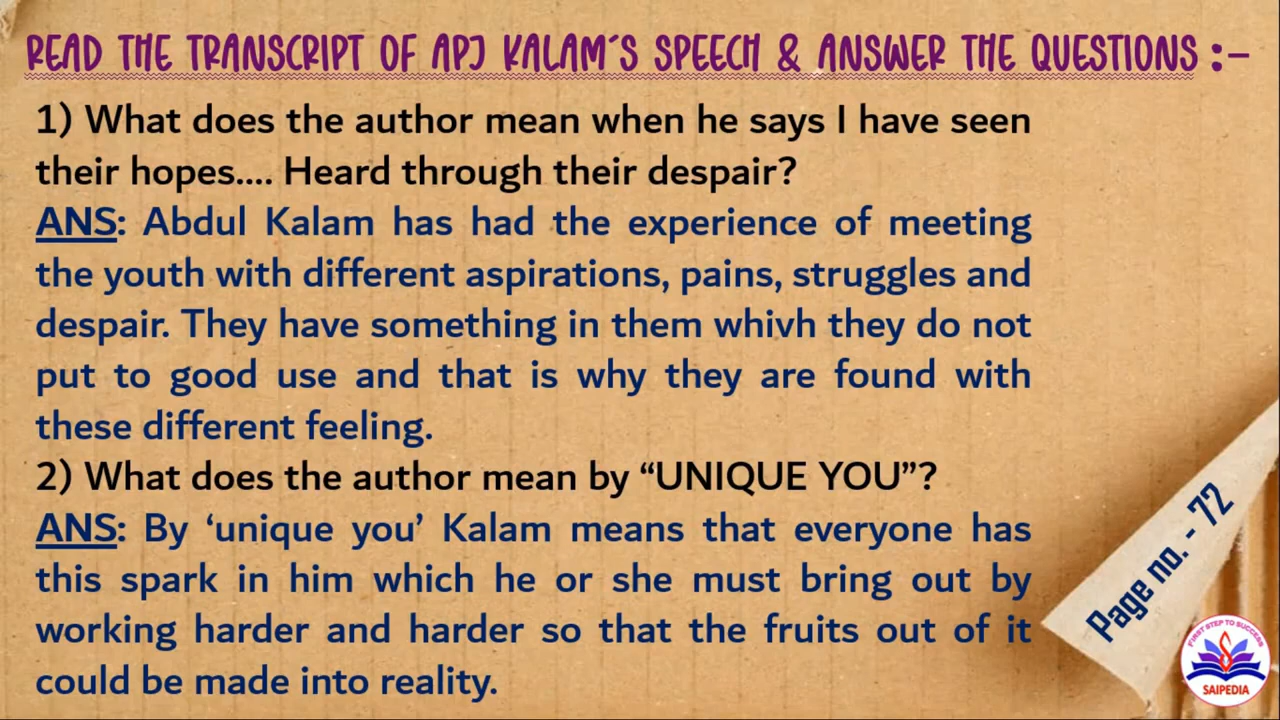 READ THE TRANSCRIPT OF APJ KALAM'S SPEECH & ANSWER THE QUESTIONS :-
1) What does the author mean when he says I have seen
their hopes.... Heard through their despair?
ANS: Abdul Kalam has had the experience of meeting
the youth with different aspirations, pains, struggles and
despair. They have something in them whivh they do not
put to good use and that is why they are found with
these different feeling.
2) What does the author mean by “UNIQUE YOU”?
ANS: By ‘unique you’ Kalam means that everyone has
this spark in him which he or she must bring out by
working harder and harder so that the fruits out of it
could be made into reality.
Page no. - 72
FIRST STEP TO SUCCESS
SAIPEDIA